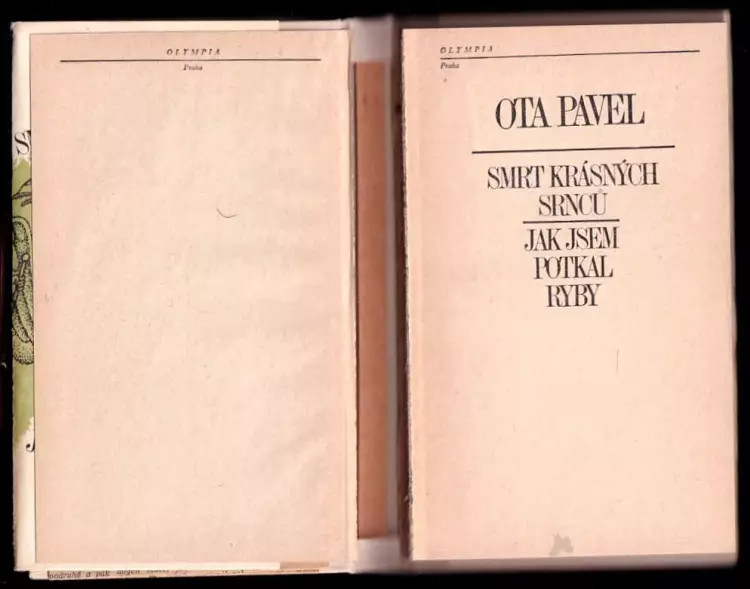 OLYMPIA
Praha
OLYMPIA
Praha
OTA PAVEL
SMRT KRÁSNÝCH
SRNCŮ
JAK JSEM
POTKAL
RYBY